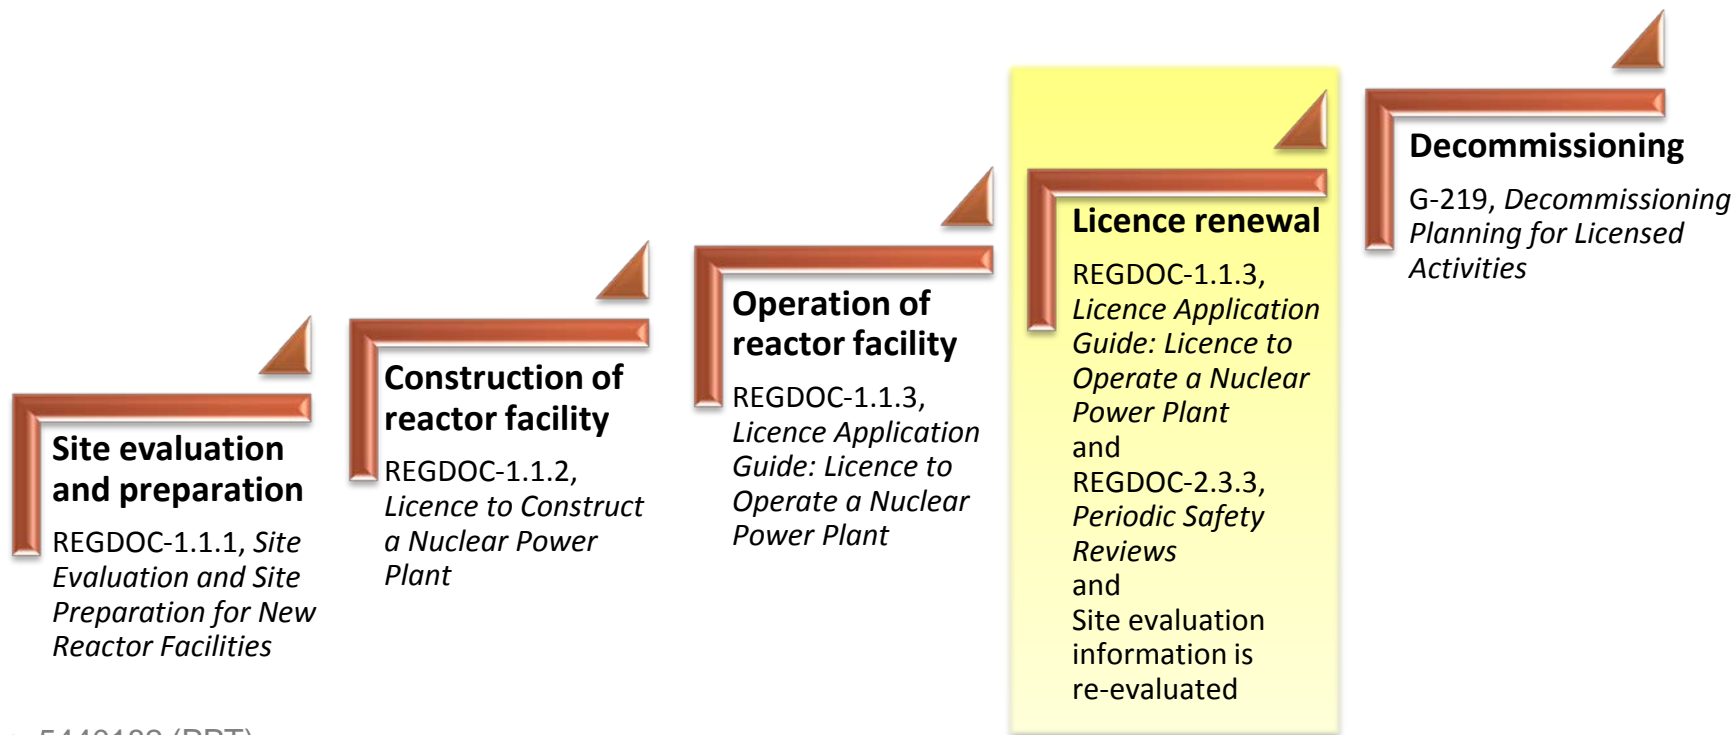 Site evaluation
and preparation
REGDOC-1.1.1, Site
Evaluation and Site
Preparation for New
Reactor Facilities
Construction of
reactor facility
REGDOC-1.1.2,
Licence to Construct
a Nuclear Power
Plant
Operation of
reactor facility
REGDOC-1.1.3,
Licence Application
Guide: Licence to
Operate a Nuclear
Power Plant
Licence renewal
REGDOC-1.1.3,
Licence Application
Guide: Licence to
Operate a Nuclear
Power Plant
and
REGDOC-2.3.3,
Periodic Safety
Reviews
and
Site evaluation
information is
re-evaluated
Decommissioning
G-219, Decommissioning
Planning for Licensed
Activities